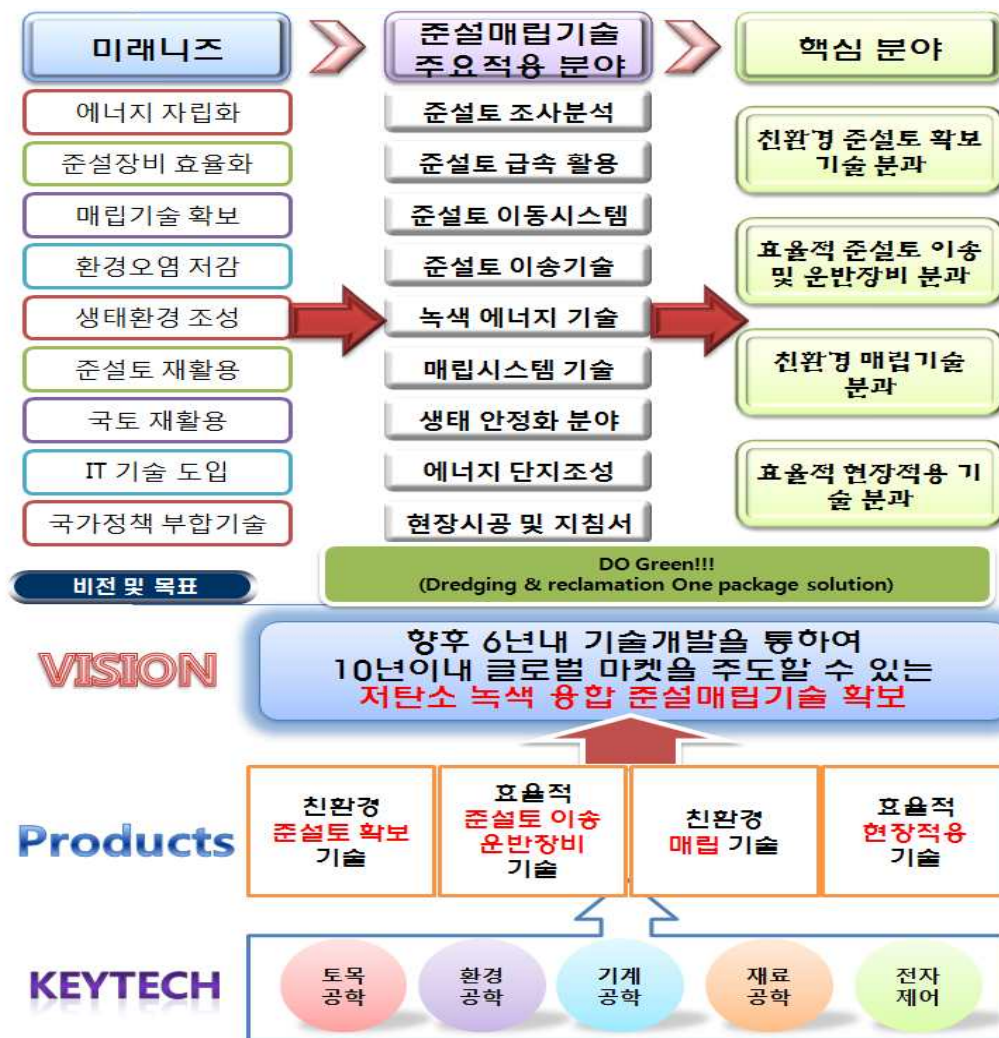 미래니즈
준설매립기술
주요적용 분야
핵심 분야
에너지 자립화
준설장비 효율화
매립기술 확보
환경오염 저감
생태환경 조성
준설토 재활용
국토 재활용
IT 기술 도입
국가정책 부합기술
준설토 조사분석
준설토 급속 활용
준설토 이동시스템
준설토 이송기술
녹색 에너지 기술
매립시스템 기술
생태 안정화 분야
에너지 단지조성
현장시공 및 지침서
친환경 준설토 확보
기술 분과
효율적 준설토 이송
및 운반장비 분과
친환경 매립기술
분과
효율적 현장적용 기
술 분과
비전 및 목표
DO Green!!!
(Dredging & reclamation One package solution)
VISION
향후 6년내 기술개발을 통하여
10년이내 글로벌 마켓을 주도할 수 있는
저탄소 녹색 융합 준설매립기술 확보
Products
친환경
준설토 확보
기술
효율적
준설토 이송
운반장비
기술
친환경
매립 기술
효율적
현장적용
기술
KEYTECH
토목
공학
환경
공학
기계
공학
재료
공학
전자
제어